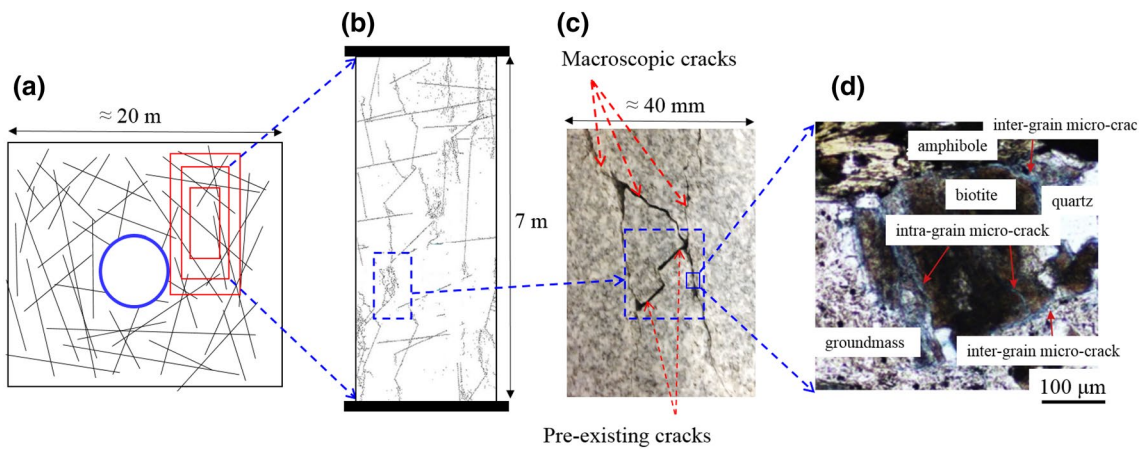 (a)
≈ 20 m
(b)
7 m
(c)
Macroscopic cracks
≈ 40 mm
Pre-existing cracks
(d)
inter-grain micro-crac
amphibole
biotite
quartz
intra-grain micro-crack
groundmass
inter-grain micro-crack
100 μm